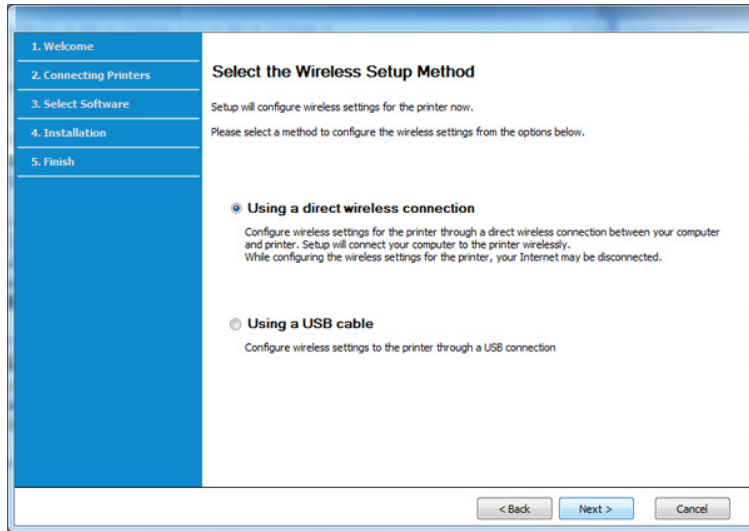 1. Welcome
2. Connecting Printers
3. Select Software
4. Installation
5. Finish
Select the Wireless Setup Method
Setup will configure wireless settings for the printer now.
Please select a method to configure the wireless settings from the options below.
Using a direct wireless connection
Configure wireless settings for the printer through a direct wireless connection between your computer
and printer. Setup will connect your computer to the printer wirelessly.
While configuring the wireless settings for the printer, your Internet may be disconnected.
Using a USB cable
Configure wireless settings to the printer through a USB connection
< Back
Next >
Cancel